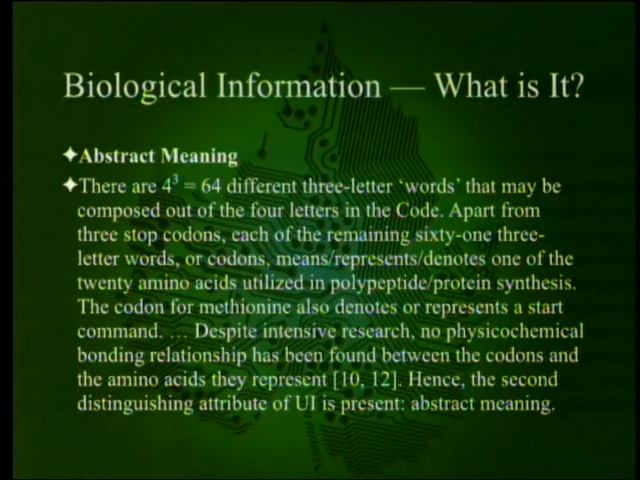 Biological Information — What is It?
✦Abstract Meaning
✦There are 4³ = 64 different three-letter ‘words’ that may be
composed out of the four letters in the Code. Apart from
three stop codons, each of the remaining sixty-one three-
letter words, or codons, means/represents/denotes one of the
twenty amino acids utilized in polypeptide/protein synthesis.
The codon for methionine also denotes or represents a start
command. … Despite intensive research, no physicochemical
bonding relationship has been found between the codons and
the amino acids they represent [10, 12]. Hence, the second
distinguishing attribute of UI is present: abstract meaning.